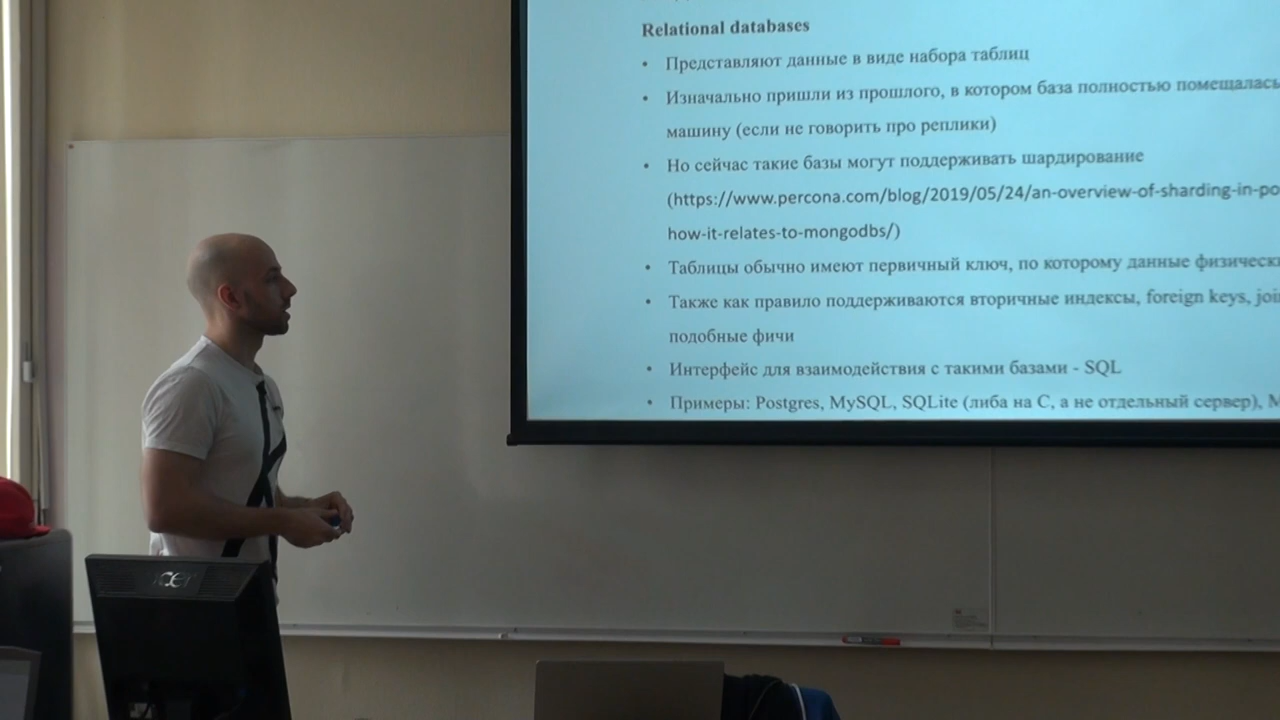 Relational databases
• Представляют данные в виде набора таблиц
• Изначально пришли из прошлого, в котором база полностью помещалась
машину (если не говорить про реплики)
• Но сейчас такие базы могут поддерживать шардирование
(https://www.percona.com/blog/2019/05/24/an-overview-of-sharding-in-po
how-it-relates-to-mongodbs/)
• Таблицы обычно имеют первичный ключ, по которому данные физически
• Также как правило поддерживаются вторичные индексы, foreign keys, joi
подобные фичи
• Интерфейс для взаимодействия с такими базами - SQL
• Примеры: Postgres, MySQL, SQLite (либа на C, а не отдельный сервер), M
acer